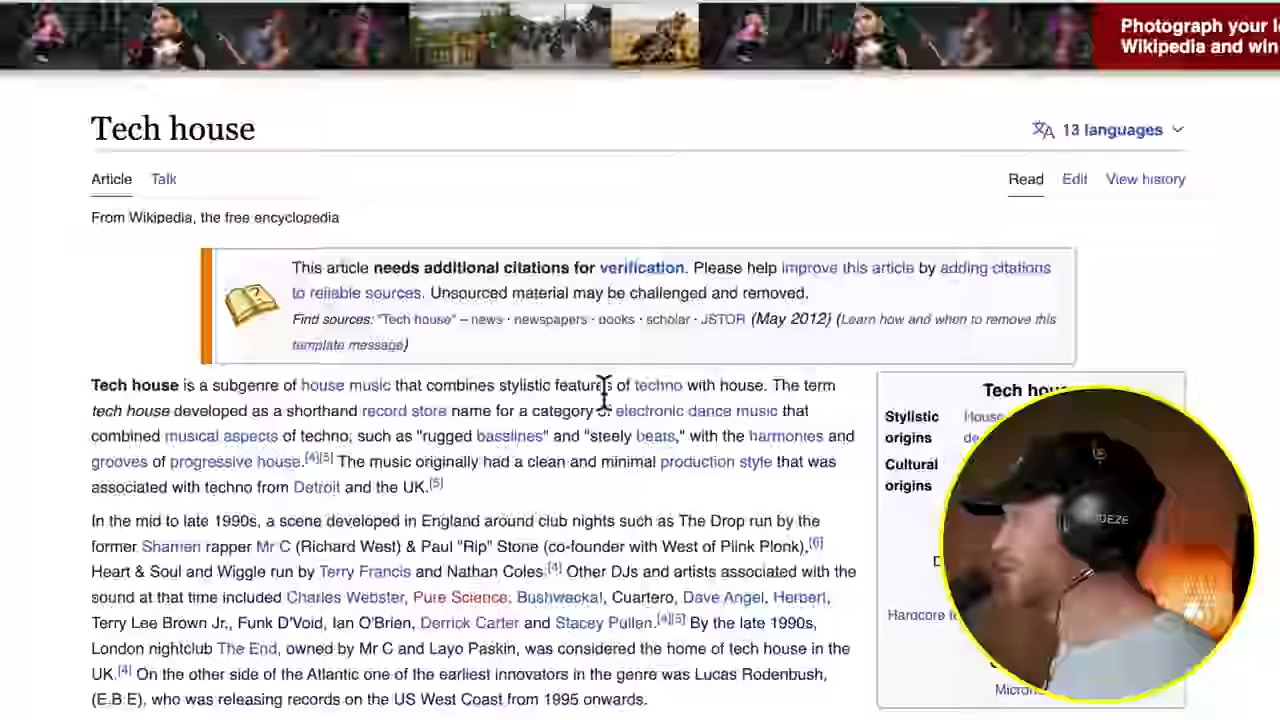 Photograph your l
Wikipedia and win
Tech house
13 languages
Article Talk
Read Edit View history
From Wikipedia, the free encyclopedia
This article needs additional citations for verification. Please help improve this article by adding citations
to reliable sources. Unsourced material may be challenged and removed.
Find sources: "Tech house" – news · newspapers · books · scholar · JSTOR (May 2012) (Learn how and when to remove this
template message)
Tech house is a subgenre of house music that combines stylistic features of techno with house. The term
tech house developed as a shorthand record store name for a category of electronic dance music that
combined musical aspects of techno, such as "rugged basslines" and "steely beats," with the harmonies and
grooves of progressive house.[4][5] The music originally had a clean and minimal production style that was
associated with techno from Detroit and the UK.[5]
In the mid to late 1990s, a scene developed in England around club nights such as The Drop run by the
former Shamen rapper Mr C (Richard West) & Paul "Rip" Stone (co-founder with West of Plink Plonk),[6]
Heart & Soul and Wiggle run by Terry Francis and Nathan Coles.[4] Other DJs and artists associated with the
sound at that time included Charles Webster, Pure Science, Bushwacka!, Cuartero, Dave Angel, Herbert,
Terry Lee Brown Jr., Funk D'Void, Ian O'Brien, Derrick Carter and Stacey Pullen.[4][5] By the late 1990s,
London nightclub The End, owned by Mr C and Layo Paskin, was considered the home of tech house in the
UK.[4] On the other side of the Atlantic one of the earliest innovators in the genre was Lucas Rodenbush,
(E.B.E), who was releasing records on the US West Coast from 1995 onwards.
Tech hou
Stylistic
origins
House
de
Cultural
origins
D
Hardcore te
Microh